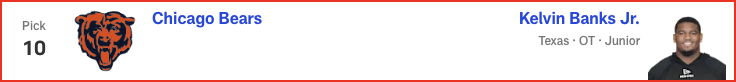 Pick
10
Chicago Bears
Kelvin Banks Jr.
Texas · OT · Junior